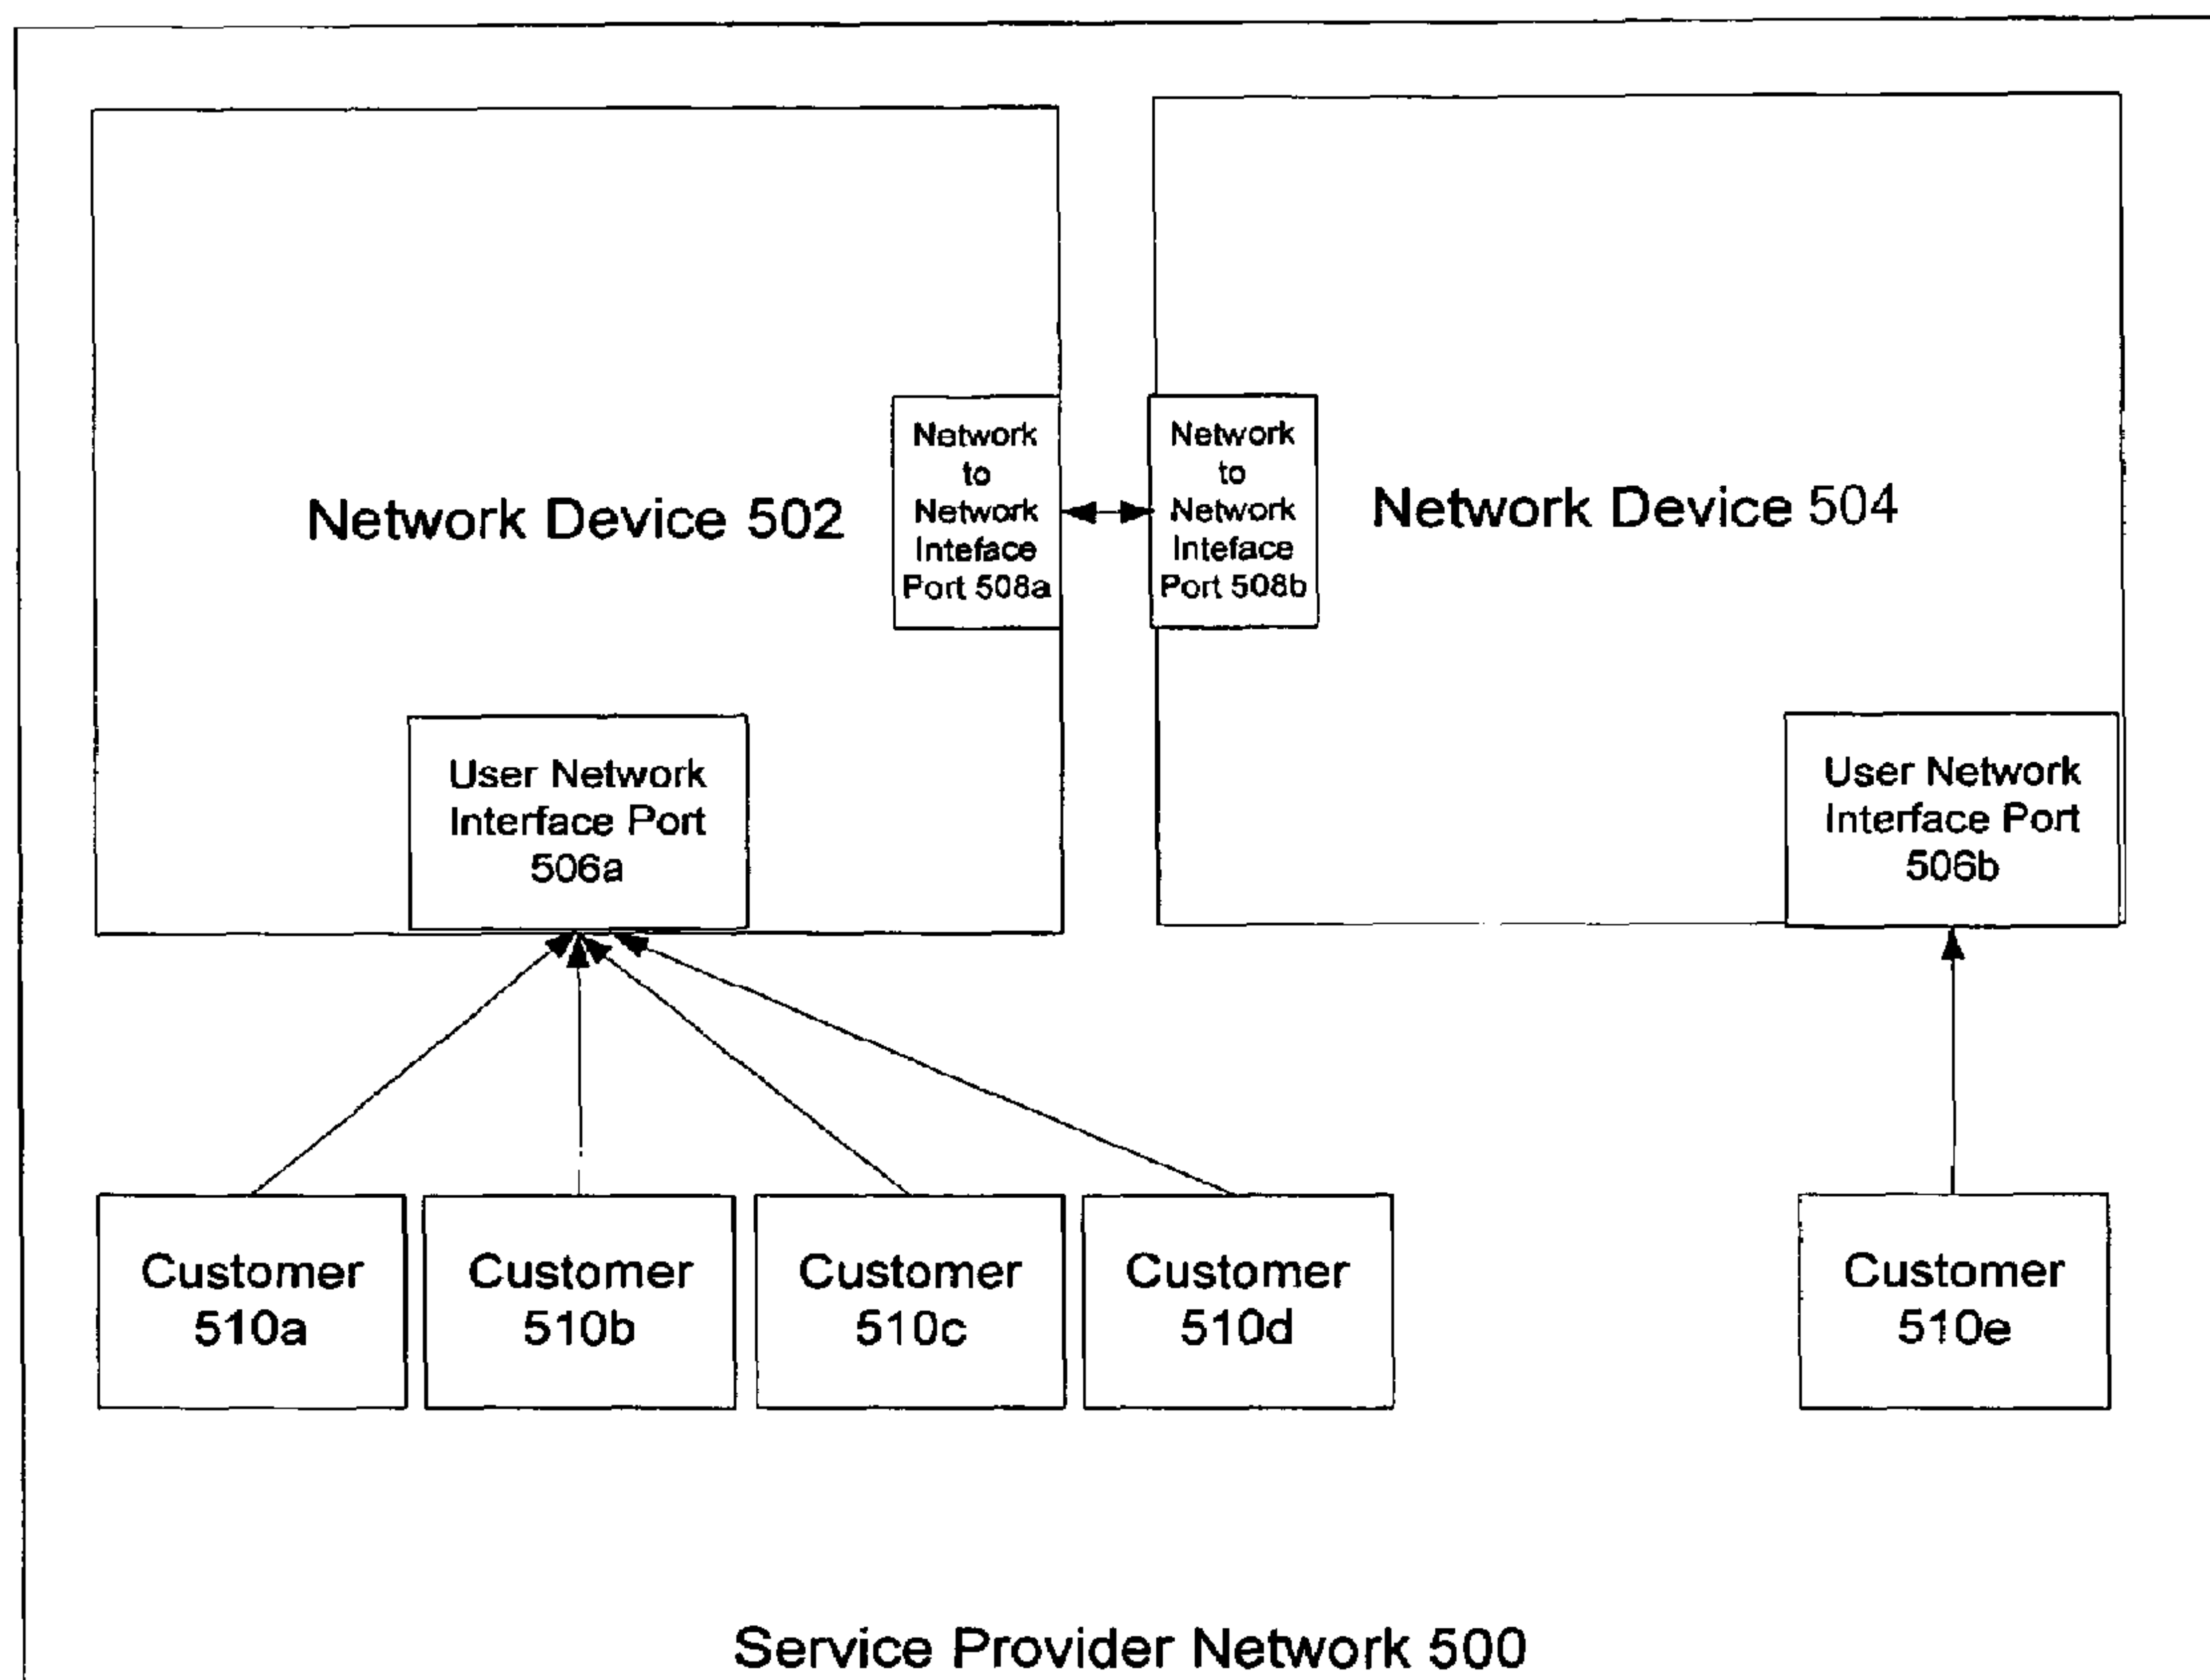 Network Device 502
Network
to
Network
Inteface
Port 508a
Network
to
Network
Inteface
Port 508b
Network Device 504
User Network
Interface Port
506a
User Network
Interface Port
506b
Customer
510a
Customer
510b
Customer
510c
Customer
510d
Customer
510e
Service Provider Network 500